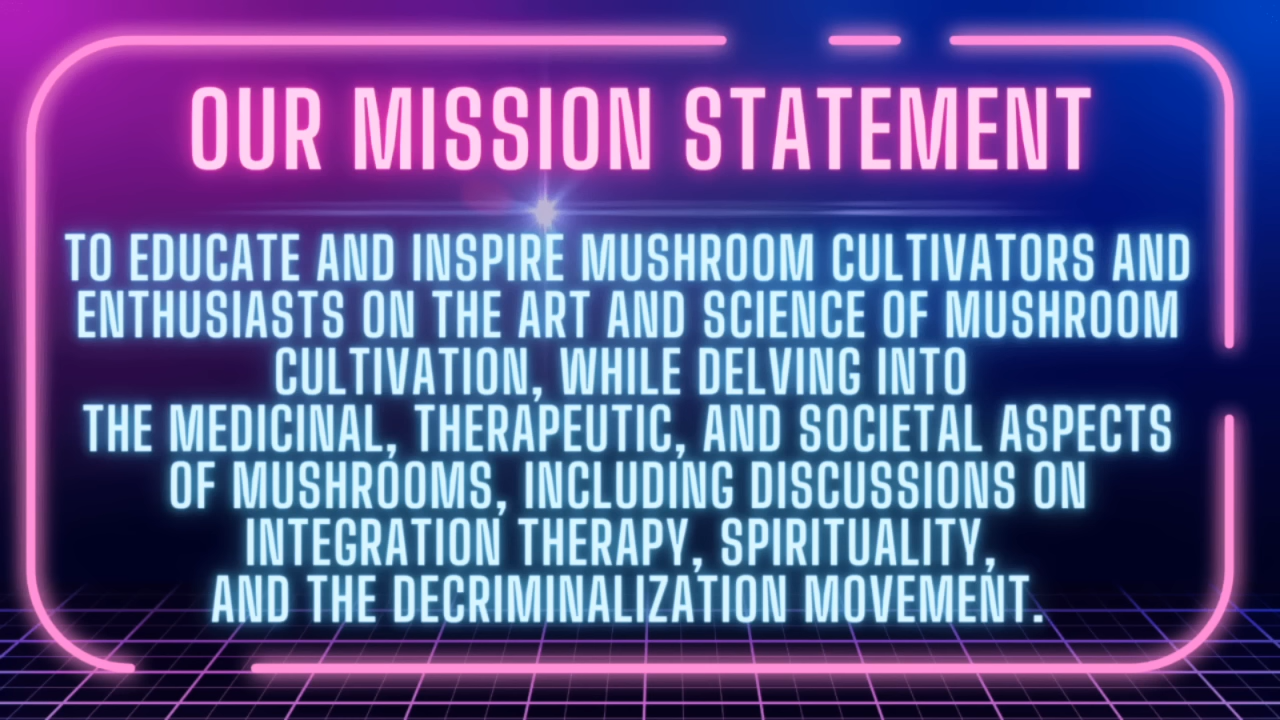 OUR MISSION STATEMENT
TO EDUCATE AND INSPIRE MUSHROOM CULTIVATORS AND
ENTHUSIASTS ON THE ART AND SCIENCE OF MUSHROOM
CULTIVATION, WHILE DELVING INTO
THE MEDICINAL, THERAPEUTIC, AND SOCIETAL ASPECTS
OF MUSHROOMS, INCLUDING DISCUSSIONS ON
INTEGRATION THERAPY, SPIRITUALITY,
AND THE DECRIMINALIZATION MOVEMENT.